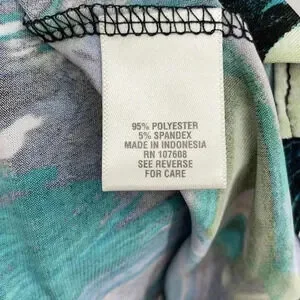 95% POLYESTER
5% SPANDEX
MADE IN INDONESIA
RN 107608
SEE REVERSE
FOR CARE